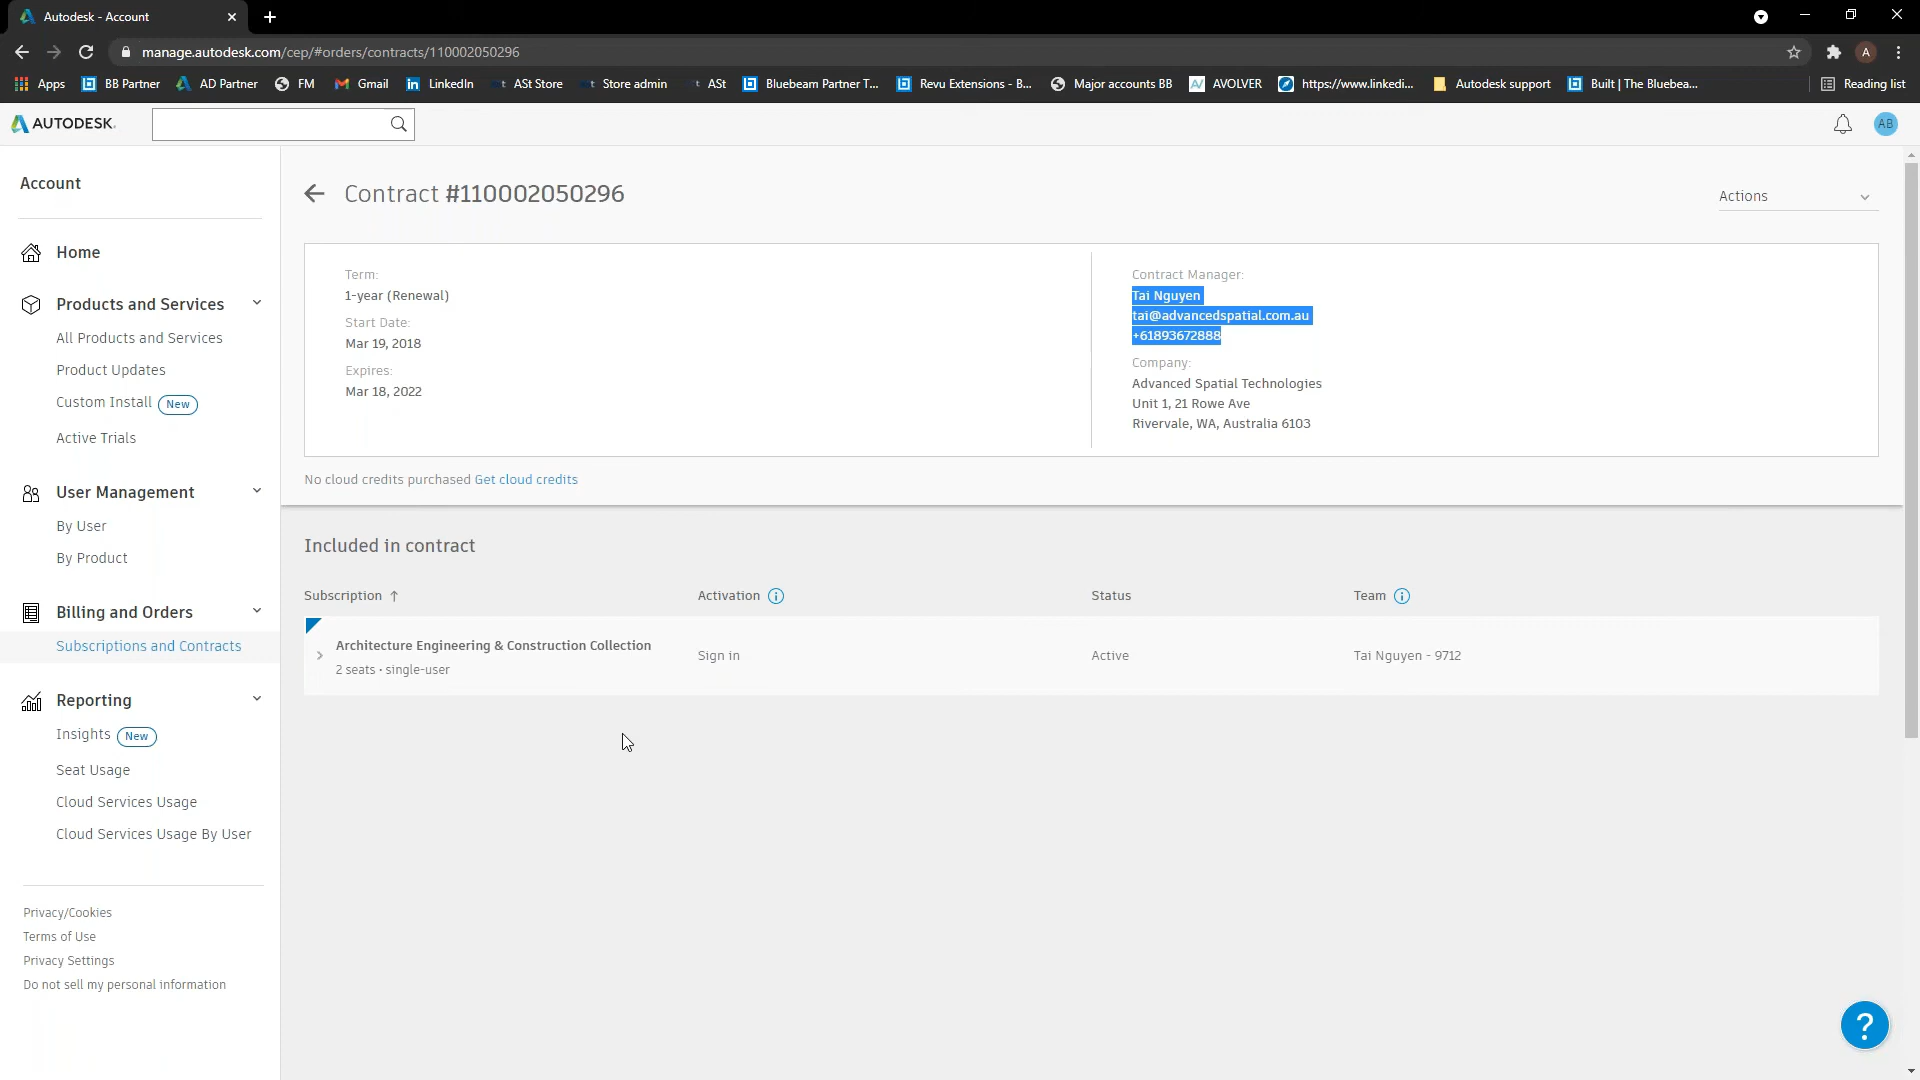 Autodesk - Account
manage.autodesk.com/cep/#orders/contracts/110002050296
A
Apps
BB Partner
AD Partner
FM
Gmail
LinkedIn
ASt Store
Store admin
ASt
Bluebeam Partner T...
Revu Extensions - B...
Major accounts BB
AVOLVER
https://www.linkedi...
Autodesk support
Built | The Bluebea...
Reading list
AUTODESK.
AB
Account
Home
Products and Services
All Products and Services
Product Updates
Custom Install New
Active Trials
User Management
By User
By Product
Billing and Orders
Subscriptions and Contracts
Reporting
Insights New
Seat Usage
Cloud Services Usage
Cloud Services Usage By User
Privacy/Cookies
Terms of Use
Privacy Settings
Do not sell my personal information
Contract #110002050296
Actions
Term:
1-year (Renewal)
Start Date:
Mar 19, 2018
Expires:
Mar 18, 2022
Contract Manager:
Tai Nguyen
tai@advancedspatial.com.au
+61893672888
Company:
Advanced Spatial Technologies
Unit 1, 21 Rowe Ave
Rivervale, WA, Australia 6103
No cloud credits purchased Get cloud credits
Included in contract
Subscription ↑ Activation Status Team
Architecture Engineering & Construction Collection
2 seats • single-user
Sign in
Active
Tai Nguyen - 9712
?